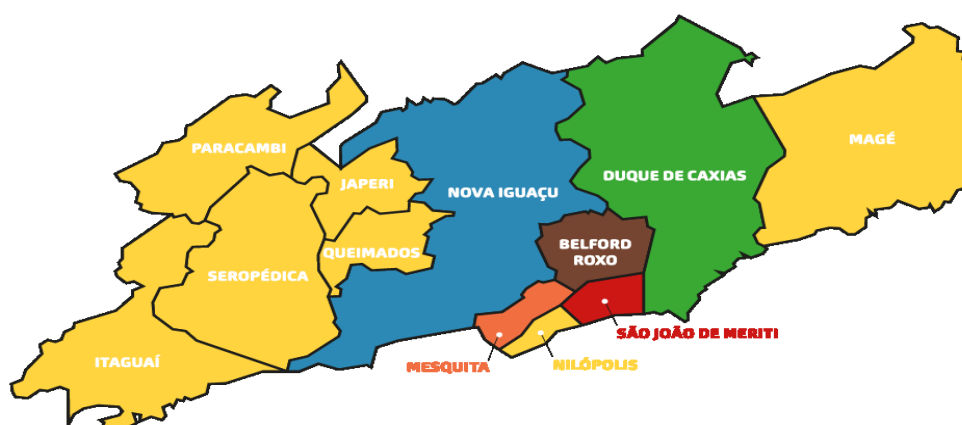 MAGÉ
PARACAMBI
DUQUE DE CAXIAS
JAPERI
NOVA IGUAÇU
BELFORD
ROXO
QUEIMADOS
SEROPÉDICA
SÃO JOÃO DE MERITI
ITAGUAÍ
MESQUITA
NILÓPOLIS